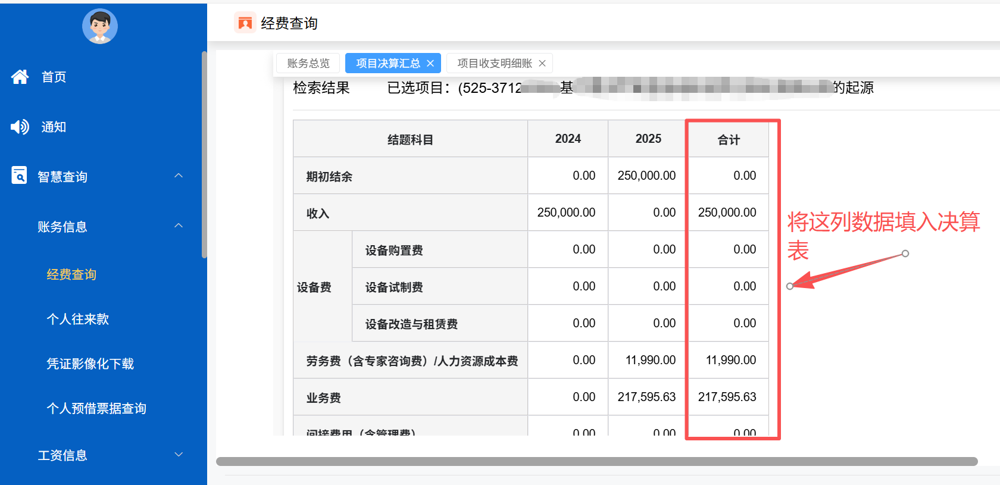 经费查询
首页
通知
智慧查询
账务信息
经费查询
个人往来款
凭证影像化下载
个人预借票据查询
工资信息
账务总览 项目决算汇总 项目收支明细账
检索结果 已选项目：(525-3712 基 的起源
结题科目 2024 2025 合计
期初结余 0.00 250,000.00 0.00
收入 250,000.00 0.00 250,000.00
设备费
设备购置费 0.00 0.00 0.00
设备试制费 0.00 0.00 0.00
设备改造与租赁费 0.00 0.00 0.00
劳务费（含专家咨询费）/人力资源成本费 0.00 11,990.00 11,990.00
业务费 0.00 217,595.63 217,595.63
间接费用（含管理费） 0.00 0.00 0.00
将这列数据填入决算
表